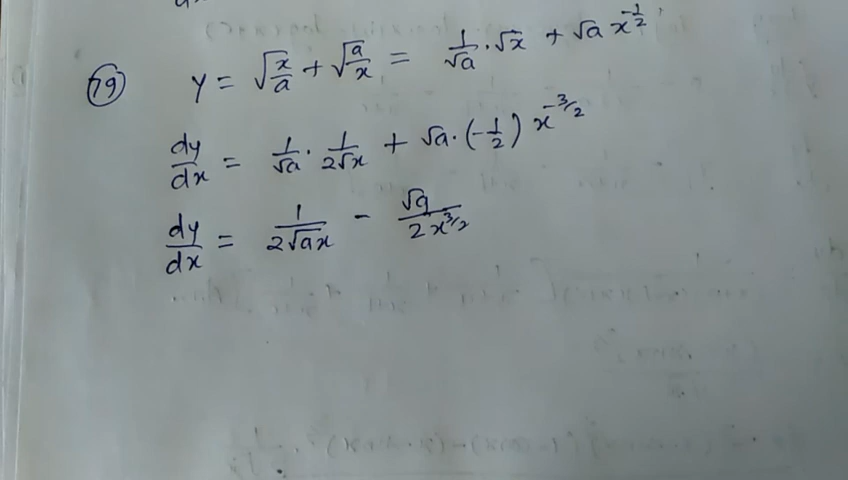 (79) y = √(x/a) + √(a/x) = 1/√a · √x + √a x^(-1/2)
dy/dx = 1/√a · 1/(2√x) + √a · (-1/2) x^(-3/2)
dy/dx = 1/(2√ax) - √a/(2x^(3/2))